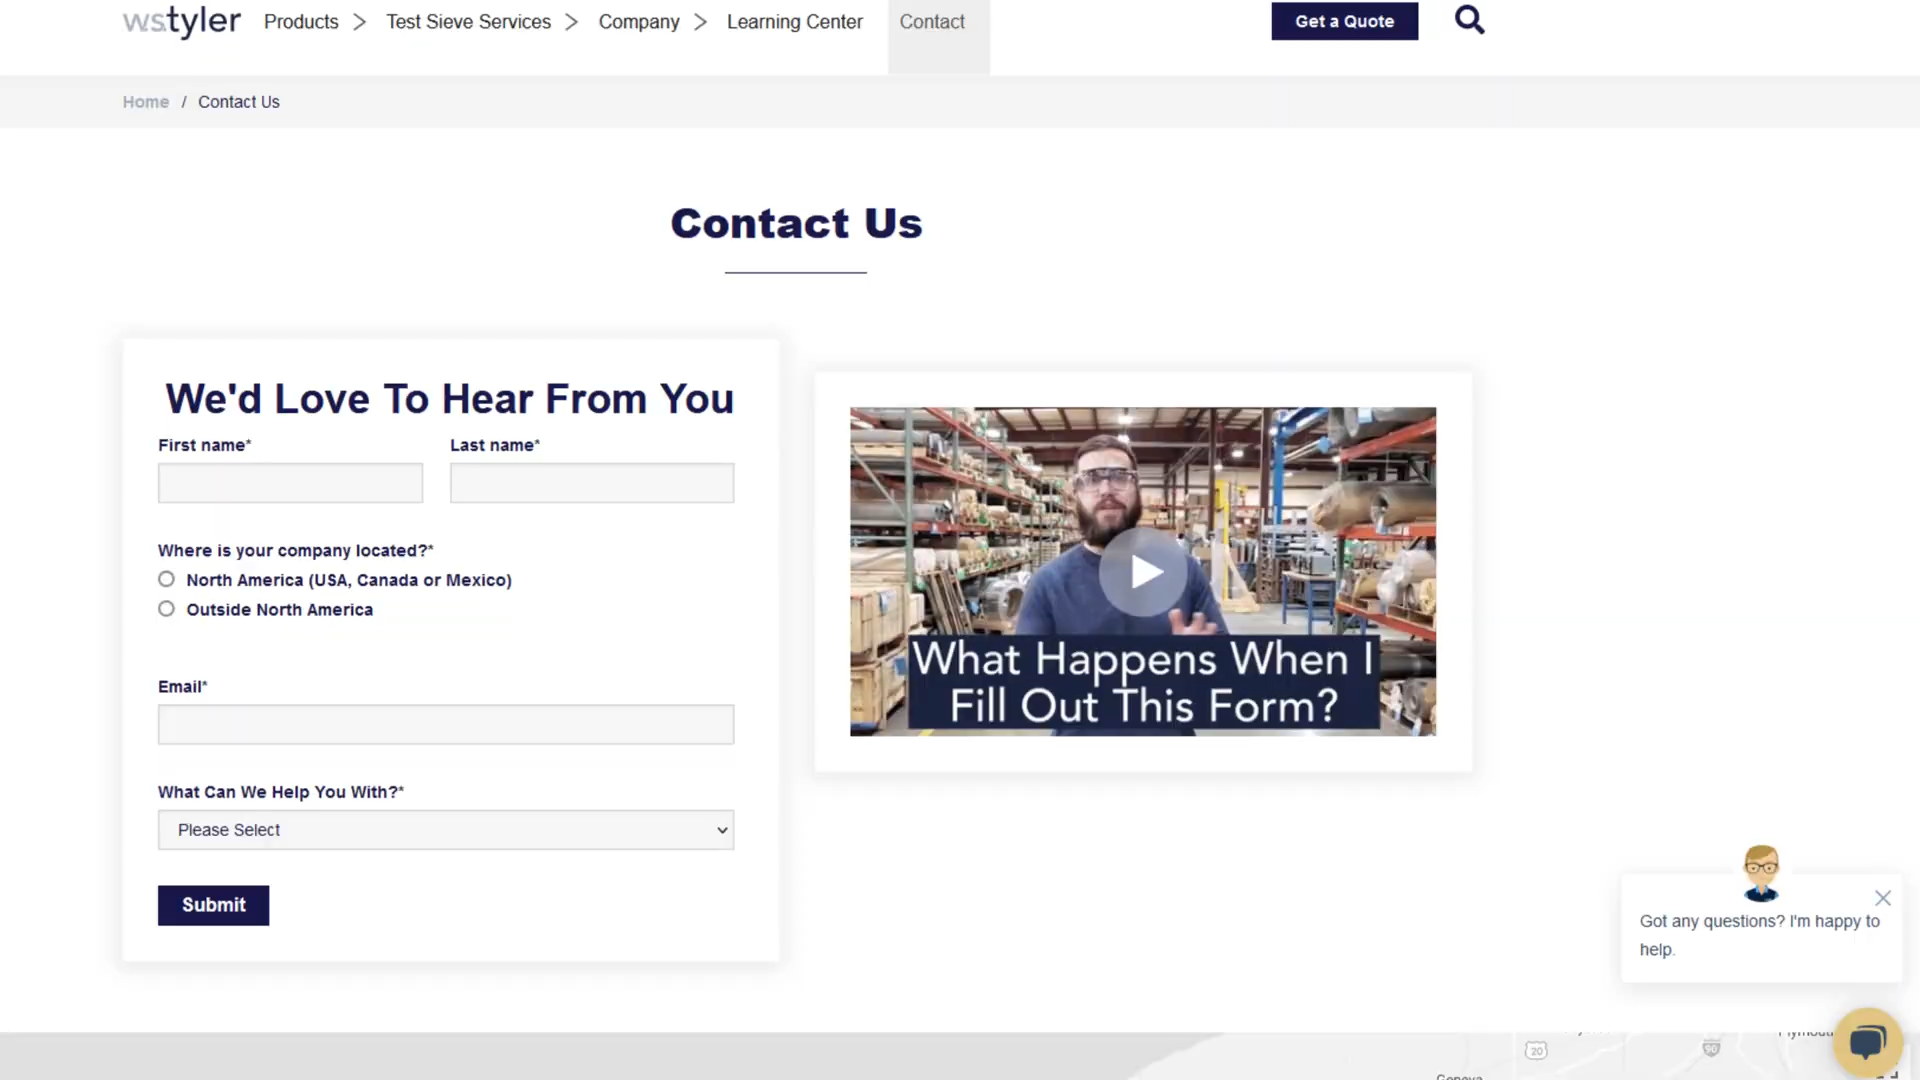 wstyler
Products
Test Sieve Services
Company
Learning Center
Contact
Get a Quote
Home / Contact Us
Contact Us
We'd Love To Hear From You
First name*
Last name*
Where is your company located?*
North America (USA, Canada or Mexico)
Outside North America
Email*
What Can We Help You With?*
Please Select
Submit
What Happens When I
Fill Out This Form?
Got any questions? I'm happy to
help.
20
90
Geneva